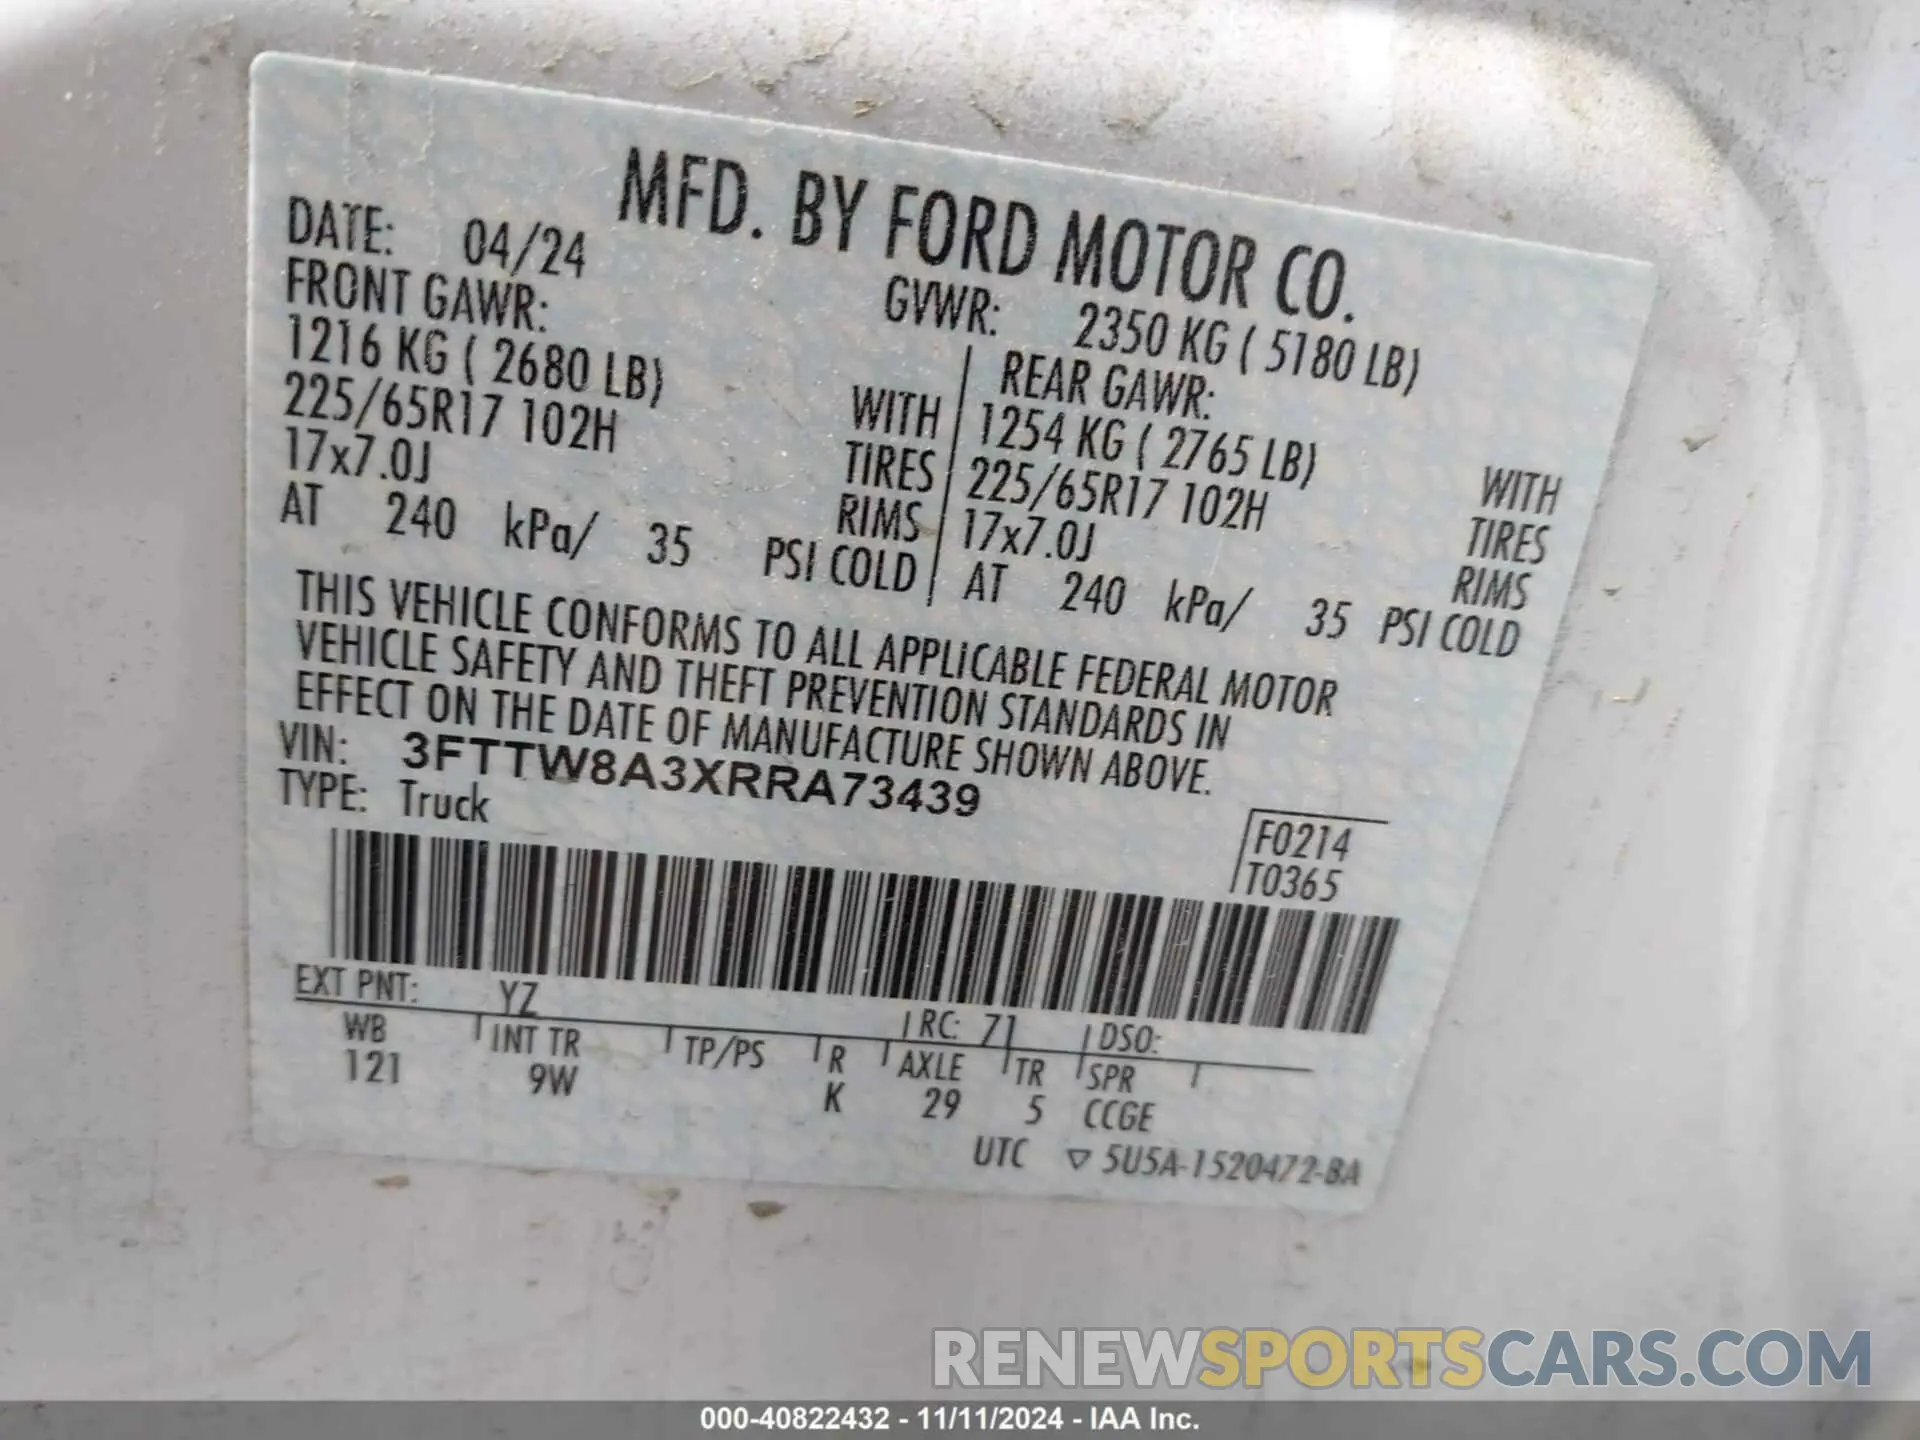 MFD. BY FORD MOTOR CO.
DATE: 04/24 GVWR: 2350 KG ( 5180 LB)
FRONT GAWR: REAR GAWR:
1216 KG ( 2680 LB) WITH 1254 KG ( 2765 LB) WITH
225/65R17 102H TIRES 225/65R17 102H TIRES
17x7.0J RIMS 17x7.0J RIMS
AT 240 kPa/ 35 PSI COLD AT 240 kPa/ 35 PSI COLD
THIS VEHICLE CONFORMS TO ALL APPLICABLE FEDERAL MOTOR
VEHICLE SAFETY AND THEFT PREVENTION STANDARDS IN
EFFECT ON THE DATE OF MANUFACTURE SHOWN ABOVE.
VIN: 3FTTW8A3XRRA73439
TYPE: Truck
F0214
T0365
EXT PNT: YZ RC: 71 DSO:
WB INT TR TP/PS R AXLE TR SPR
121 9W K 29 5 CCGE
UTC ▽ 5U5A-1520472-BA
RENEWSPORTSCARS.COM
000-40822432 - 11/11/2024 - IAA Inc.